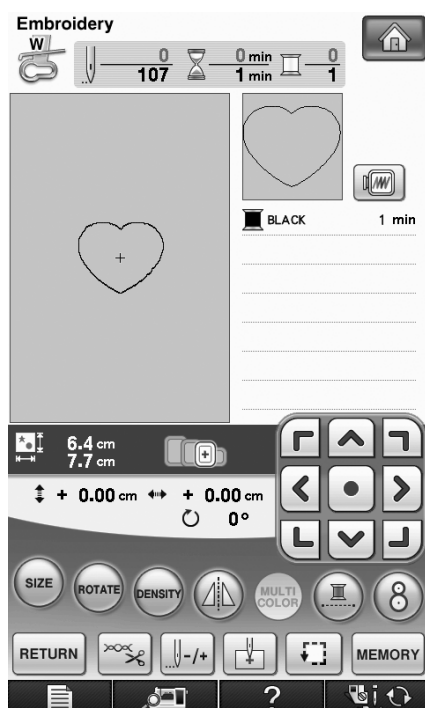 Embroidery
W
0 0 min 0
107 1 min 1
BLACK 1 min
6.4 cm
7.7 cm
+ 0.00 cm + 0.00 cm
0°
SIZE ROTATE DENSITY MULTI COLOR
RETURN -/+ MEMORY
? i